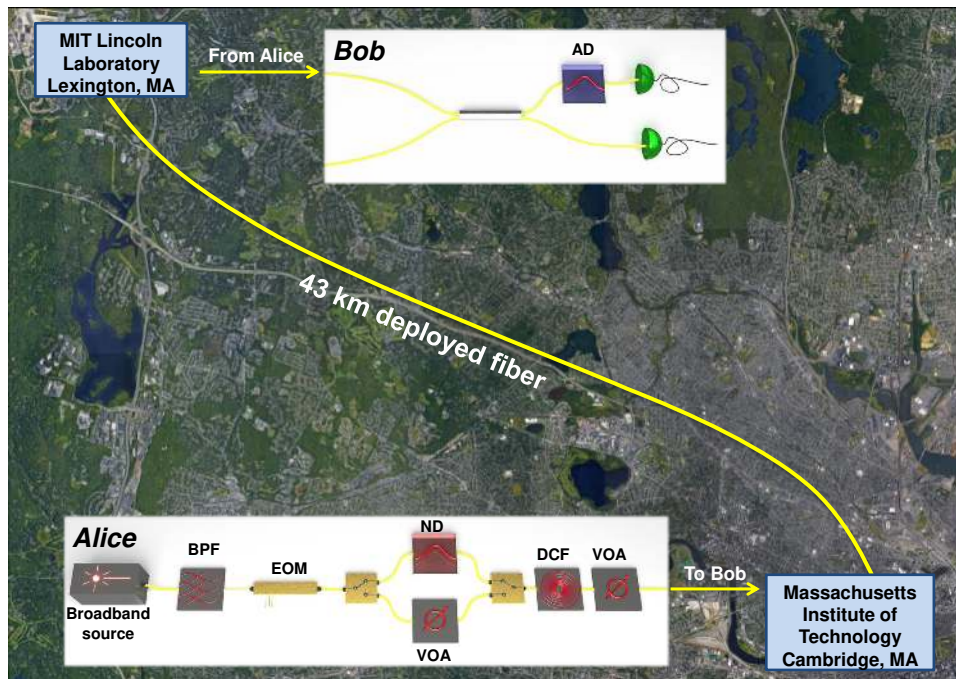 MIT Lincoln
Laboratory
Lexington, MA
From Alice
Bob
AD
43 km deployed fiber
Alice
BPF
EOM
ND
VOA
DCF
VOA
Broadband
source
To Bob
Massachusetts
Institute of
Technology
Cambridge, MA